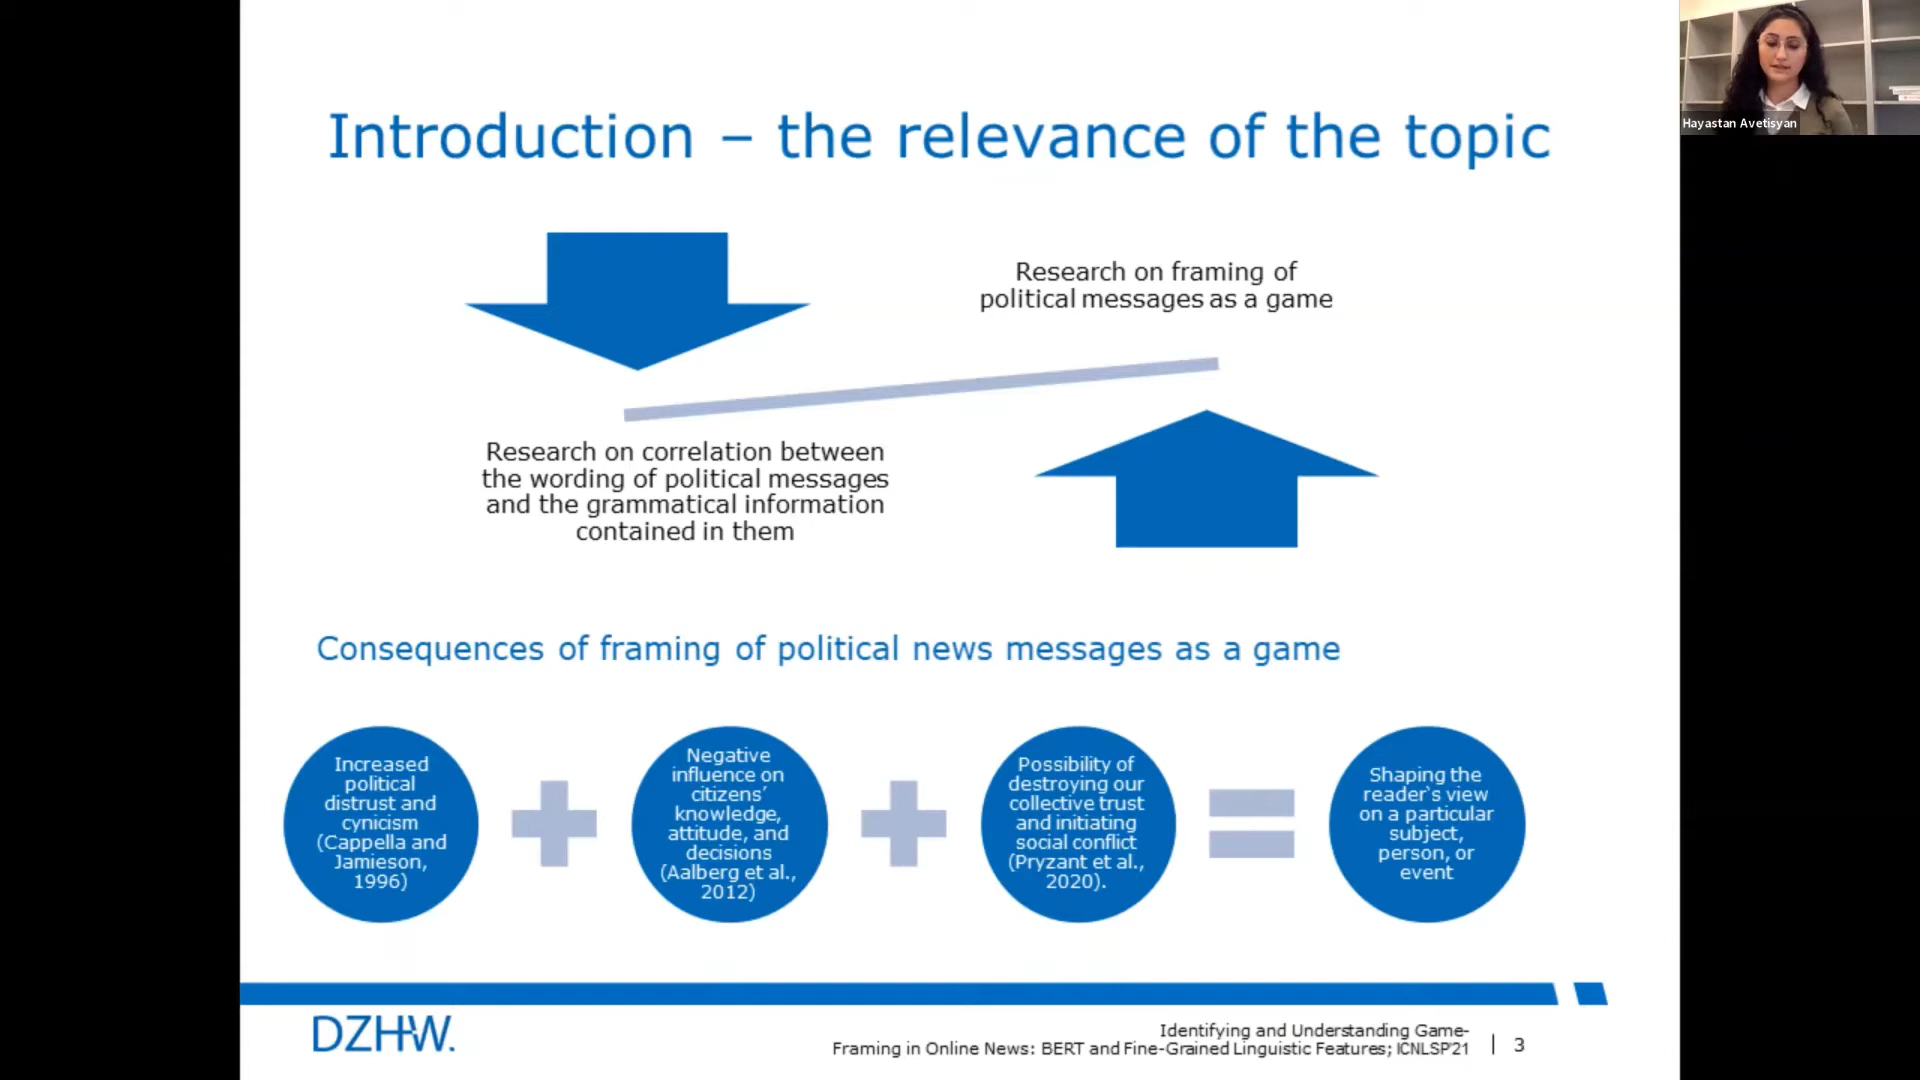 Hayastan Avetisyan
Introduction – the relevance of the topic
Research on framing of
political messages as a game
Research on correlation between
the wording of political messages
and the grammatical information
contained in them
Consequences of framing of political news messages as a game
Increased
political
distrust and
cynicism
(Cappella and
Jamieson,
1996)
Negative
influence on
citizens´
knowledge,
attitude, and
decisions
(Aalberg et al.,
2012)
Possibility of
destroying our
collective trust
and initiating
social conflict
(Pryzant et al.,
2020).
Shaping the
reader`s view
on a particular
subject,
person, or
event
DZHW.
Identifying and Understanding Game-
Framing in Online News: BERT and Fine-Grained Linguistic Features; ICNLSP'21 | 3